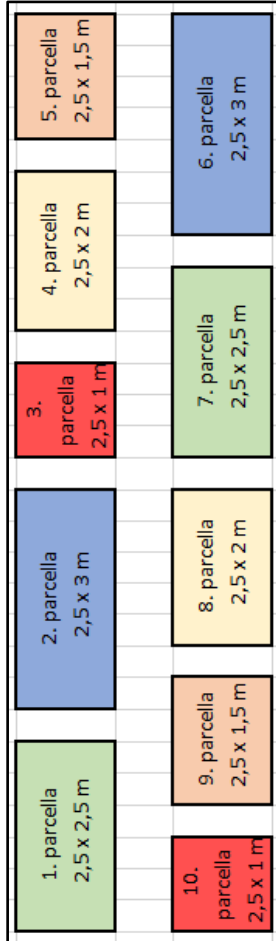 1. parcella
2,5 x 2,5 m
2. parcella
2,5 x 3 m
3.
parcella
2,5 x 1 m
4. parcella
2,5 x 2 m
5. parcella
2,5 x 1,5 m
10.
parcella
2,5 x 1 m
9. parcella
2,5 x 1,5 m
8. parcella
2,5 x 2 m
7. parcella
2,5 x 2,5 m
6. parcella
2,5 x 3 m